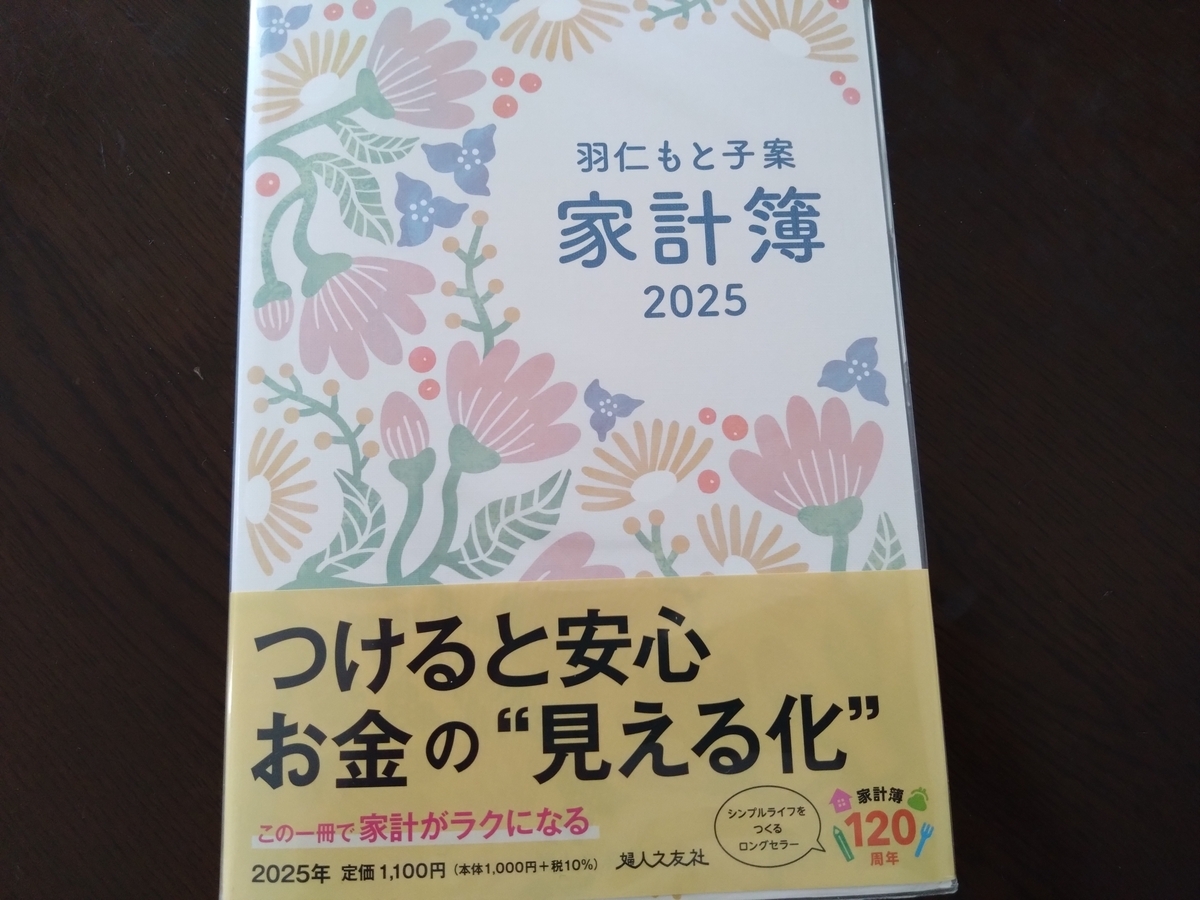 羽仁もと子案
家計簿
2025
つけると安心
お金の“見える化”
この一冊で家計がラクになる
2025年 定価1,100円(本体1,000円+税10%)
婦人之友社
シンプルライフを
つくる
ロングセラー
家計簿
120
周年